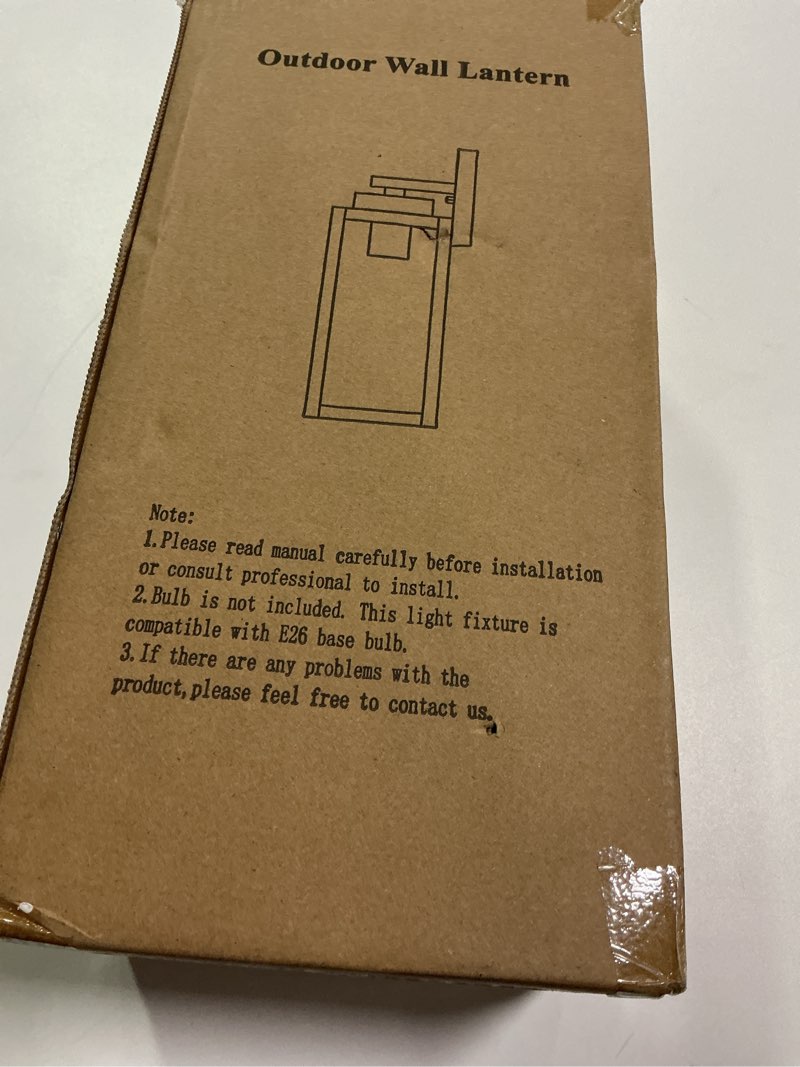 Outdoor Wall Lantern
Note:
1.Please read manual carefully before installation
or consult professional to install.
2.Bulb is not included. This light fixture is
compatible with E26 base bulb.
3.If there are any problems with the
product,please feel free to contact us.